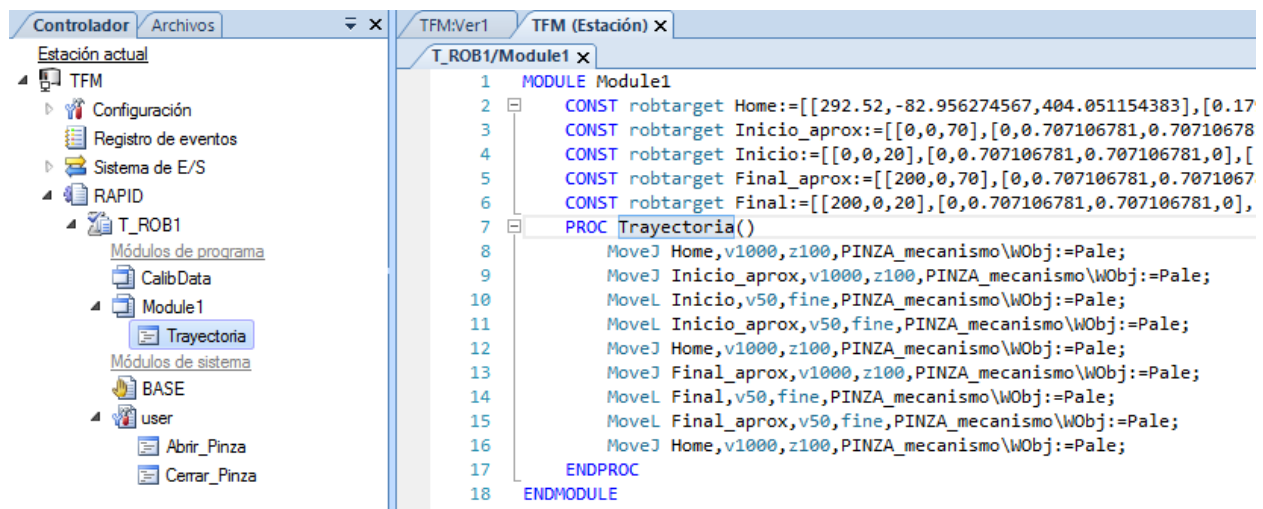 Controlador Archivos
Estación actual
TFM
Configuración
Registro de eventos
Sistema de E/S
RAPID
T_ROB1
Módulos de programa
CalibData
Module1
Trayectoria
Módulos de sistema
BASE
user
Abrir_Pinza
Cerrar_Pinza
TFM:Ver1 TFM (Estación) X
T_ROB1/Module1 X
1 MODULE Module1
2 CONST robtarget Home:=[[292.52,-82.956274567,404.051154383],[0.179
3 CONST robtarget Inicio_aprox:=[[0,0,70],[0,0.707106781,0.70710678
4 CONST robtarget Inicio:=[[0,0,20],[0,0.707106781,0.707106781,0],[
5 CONST robtarget Final_aprox:=[[200,0,70],[0,0.707106781,0.7071067
6 CONST robtarget Final:=[[200,0,20],[0,0.707106781,0.707106781,0],
7 PROC Trayectoria()
8 MoveJ Home,v1000,z100,PINZA_mecanismo\WObj:=Pale;
9 MoveJ Inicio_aprox,v1000,z100,PINZA_mecanismo\WObj:=Pale;
10 MoveL Inicio,v50,fine,PINZA_mecanismo\WObj:=Pale;
11 MoveL Inicio_aprox,v50,fine,PINZA_mecanismo\WObj:=Pale;
12 MoveJ Home,v1000,z100,PINZA_mecanismo\WObj:=Pale;
13 MoveJ Final_aprox,v1000,z100,PINZA_mecanismo\WObj:=Pale;
14 MoveL Final,v50,fine,PINZA_mecanismo\WObj:=Pale;
15 MoveL Final_aprox,v50,fine,PINZA_mecanismo\WObj:=Pale;
16 MoveJ Home,v1000,z100,PINZA_mecanismo\WObj:=Pale;
17 ENDPROC
18 ENDMODULE